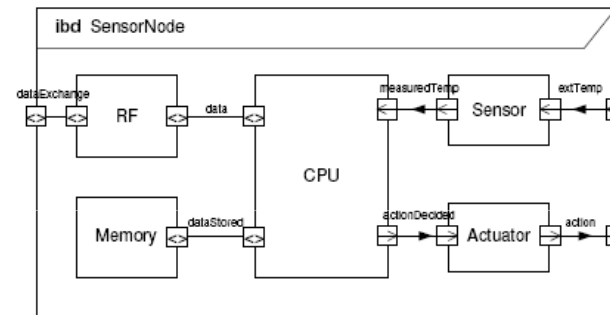 ibd SensorNode
dataExchange
measuredTemp
extTemp
RF
data
Sensor
CPU
actionDecided
Memory
dataStored
Actuator
action